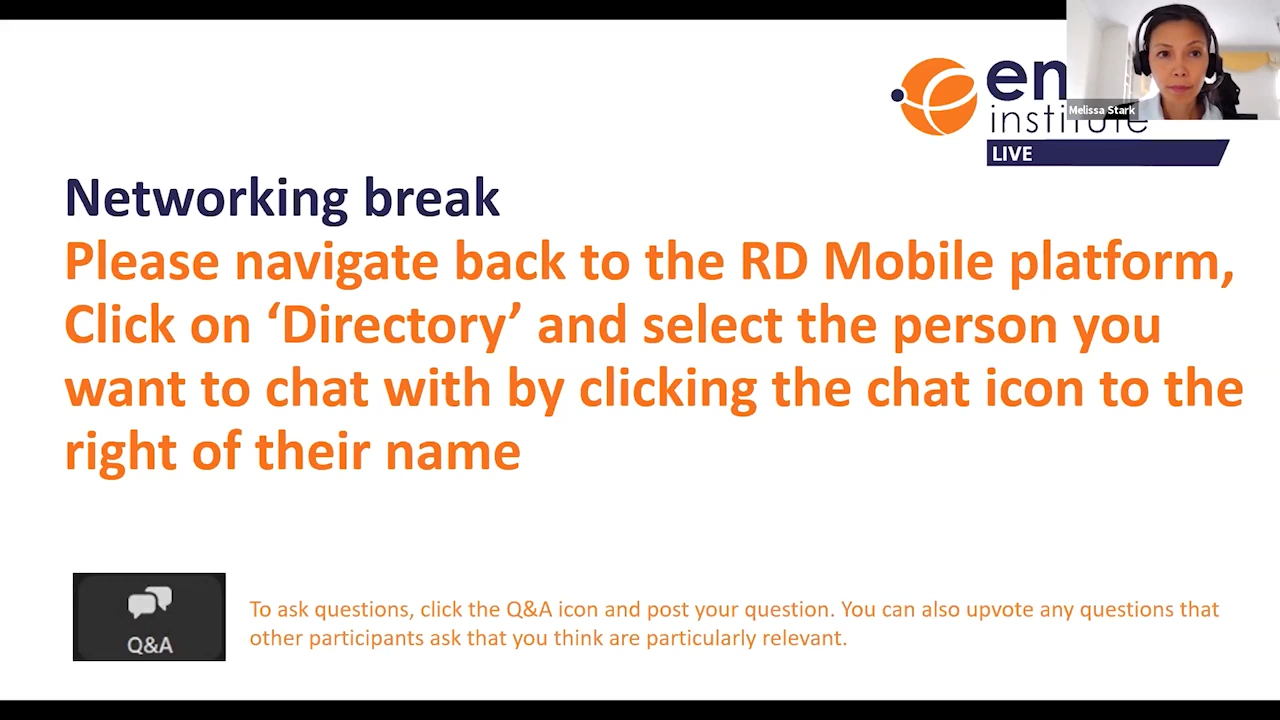 en
Melissa Stark
institute
LIVE
Networking break
Please navigate back to the RD Mobile platform,
Click on ‘Directory’ and select the person you
want to chat with by clicking the chat icon to the
right of their name
Q&A
To ask questions, click the Q&A icon and post your question. You can also upvote any questions that
other participants ask that you think are particularly relevant.